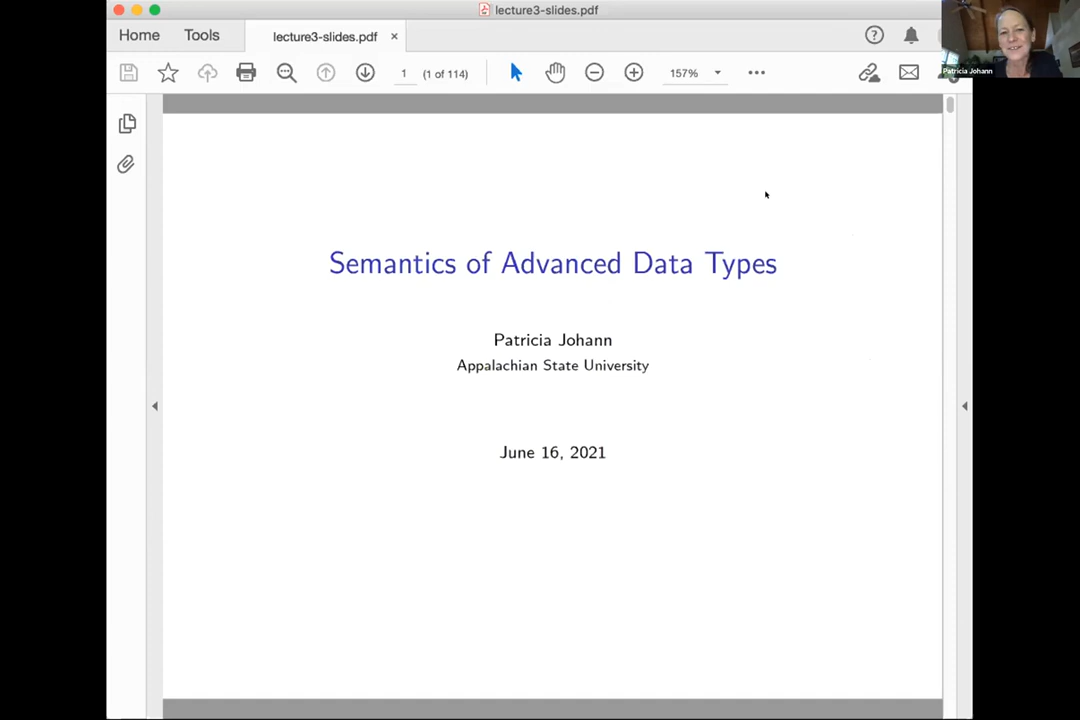 lecture3-slides.pdf
Home
Tools
lecture3-slides.pdf
1
(1 of 114)
157%
Patricia Johann
Semantics of Advanced Data Types
Patricia Johann
Appalachian State University
June 16, 2021